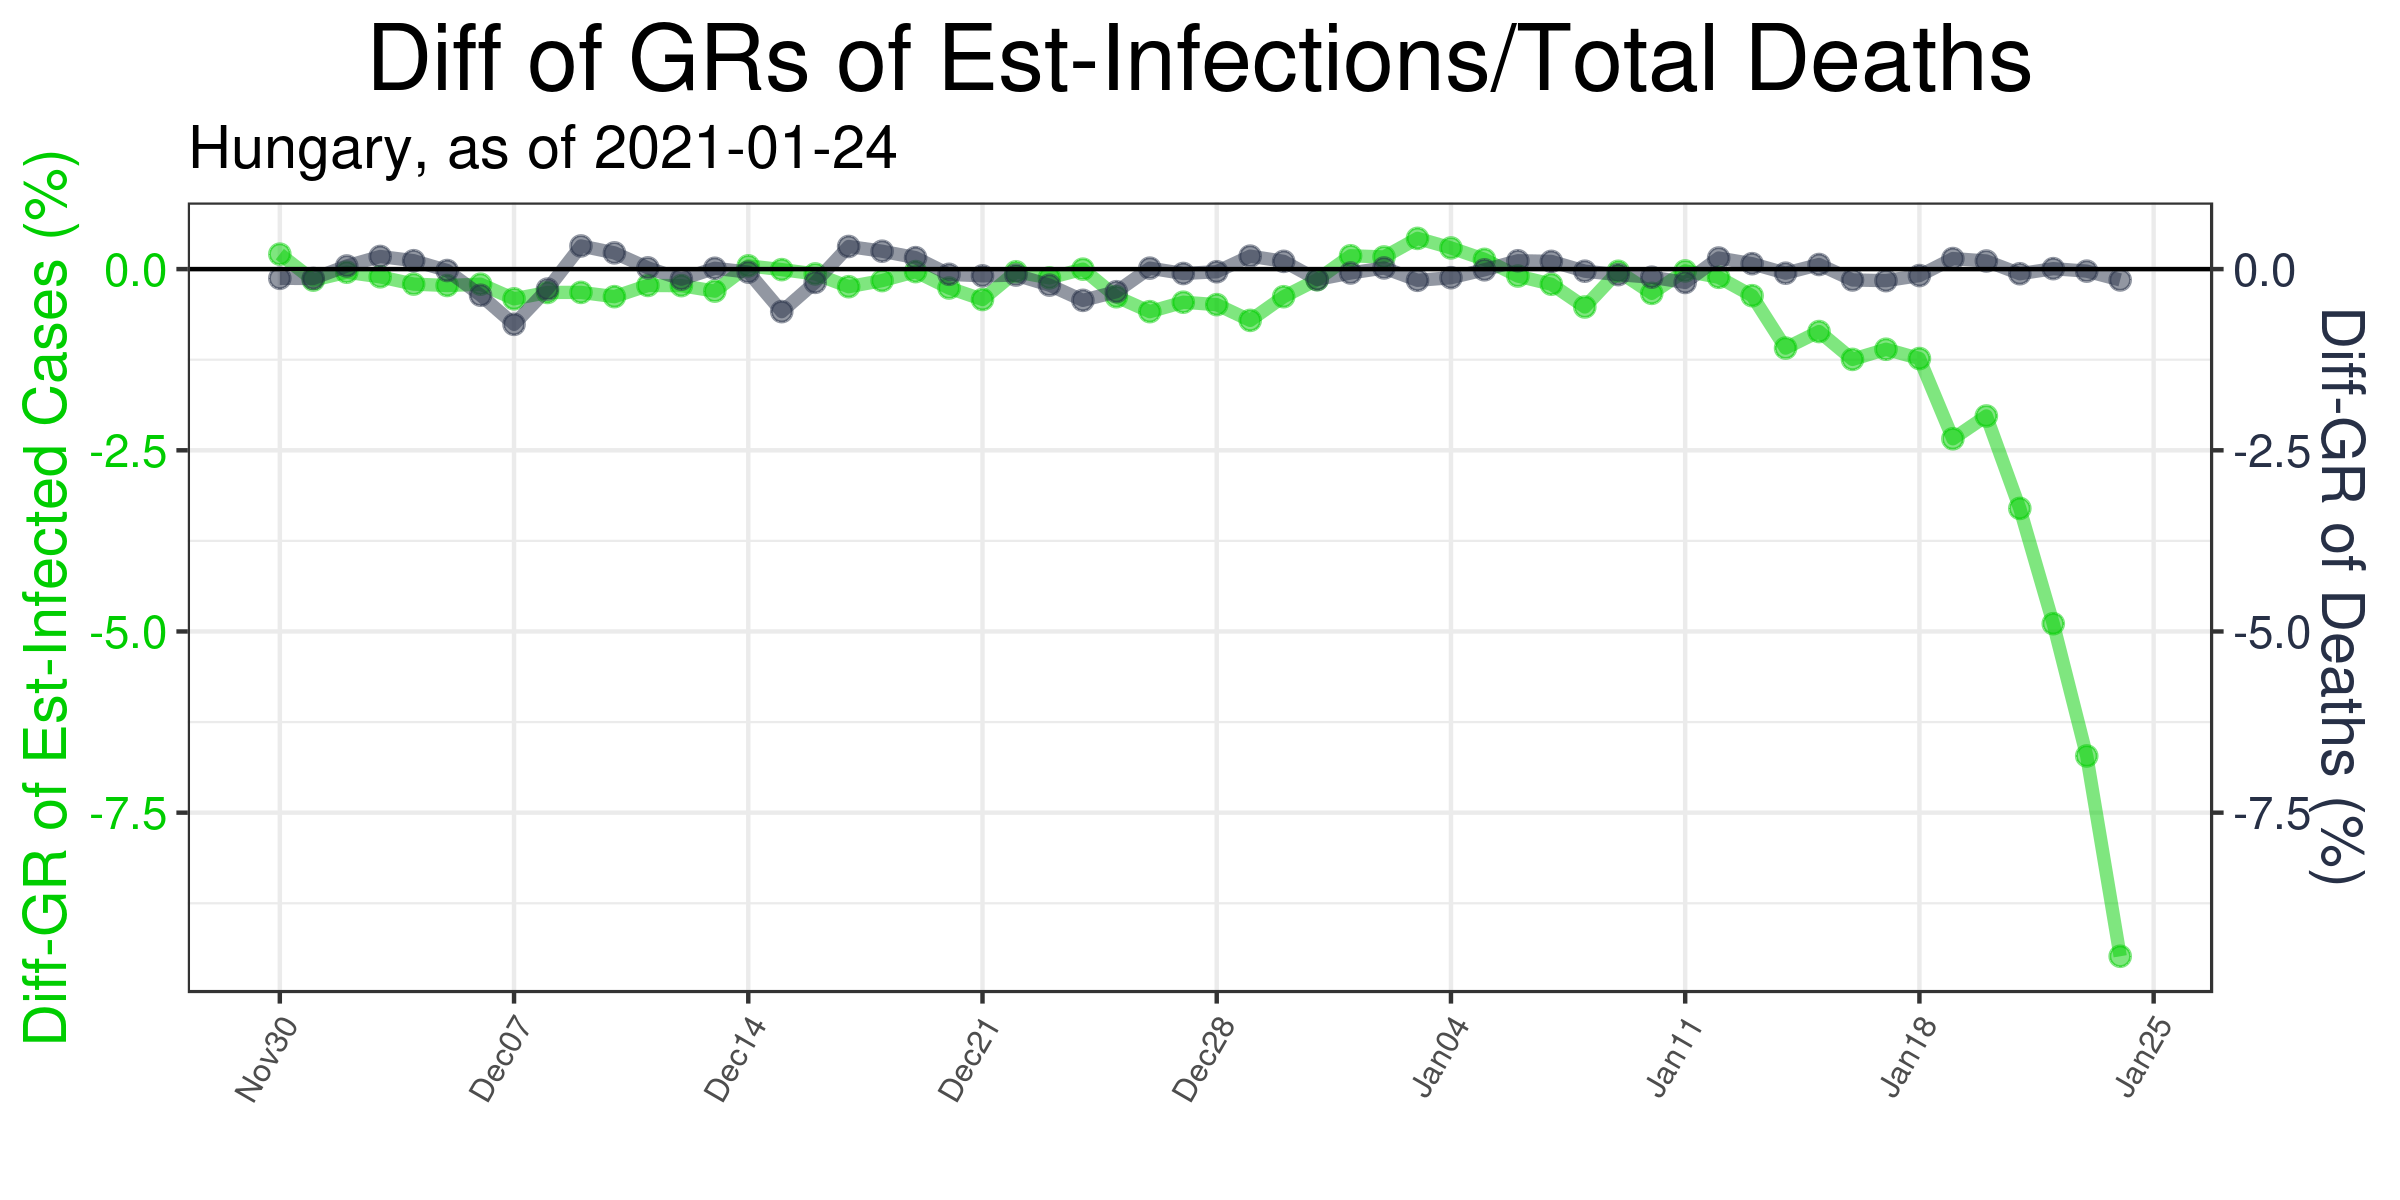 Diff of GRs of Est-Infections/Total Deaths
Hungary, as of 2021-01-24
Diff-GR of Est-Infected Cases (%)
0.0
-2.5
-5.0
-7.5
0.0
-2.5
-5.0
-7.5
Diff-GR of Deaths (%)
Nov30
Dec07
Dec14
Dec21
Dec28
Jan04
Jan11
Jan18
Jan25